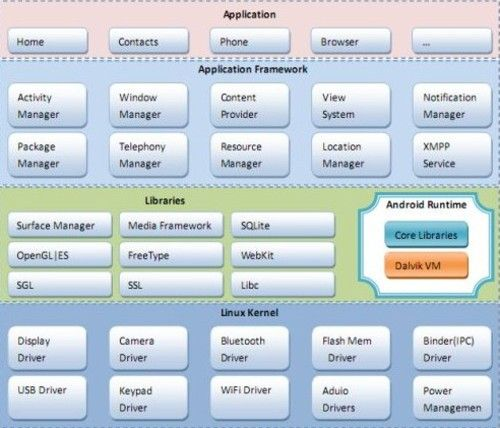 Application
Home Contacts Phone Browser ...
Application Framework
Activity Manager
Window Manager
Content Provider
View System
Notification Manager
Package Manager
Telephony Manager
Resource Manager
Location Manager
XMPP Service
Libraries
Surface Manager Media Framework SQLite
OpenGL|ES FreeType WebKit
SGL SSL Libc
Android Runtime
Core Libraries
Dalvik VM
Linux Kernel
Display Driver
Camera Driver
Bluetooth Driver
Flash Mem Driver
Binder(IPC) Driver
USB Driver
Keypad Driver
WiFi Driver
Aduio Drivers
Power Managemen